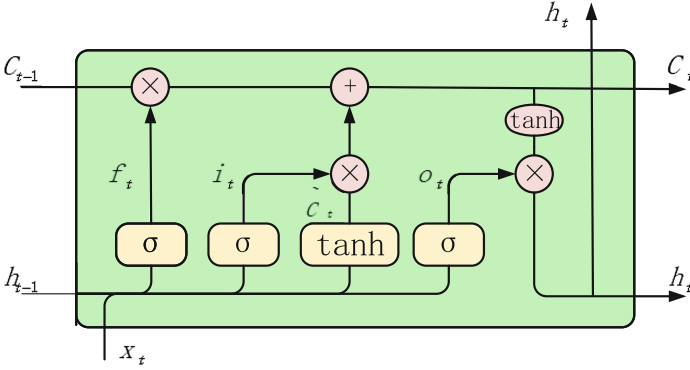 h_t
C_{t-1} × + C_t
tanh
f_t i_t × o_t ×
C̃_t
σ σ tanh σ
h_{t-1} h_t
x_t